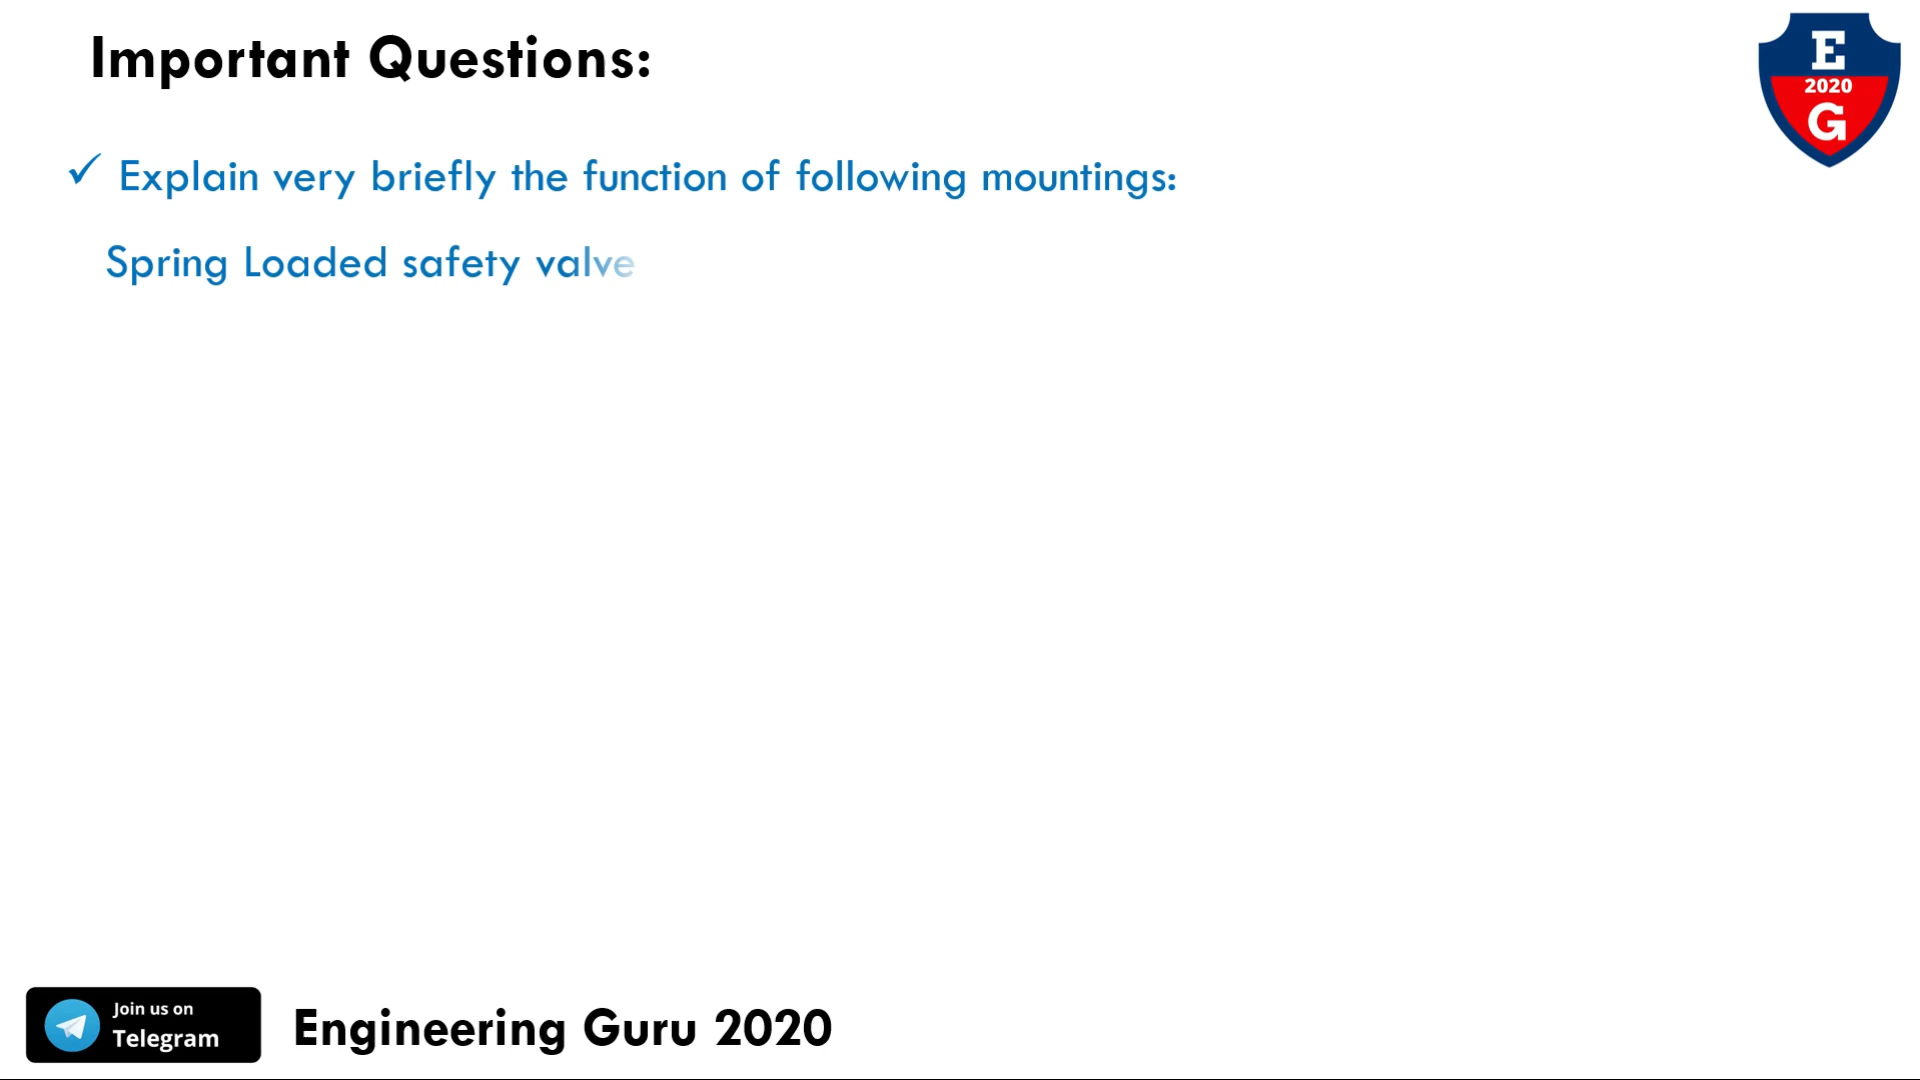 Important Questions:
E
2020
G
✓ Explain very briefly the function of following mountings:
Spring Loaded safety valve
Join us on
Telegram
Engineering Guru 2020